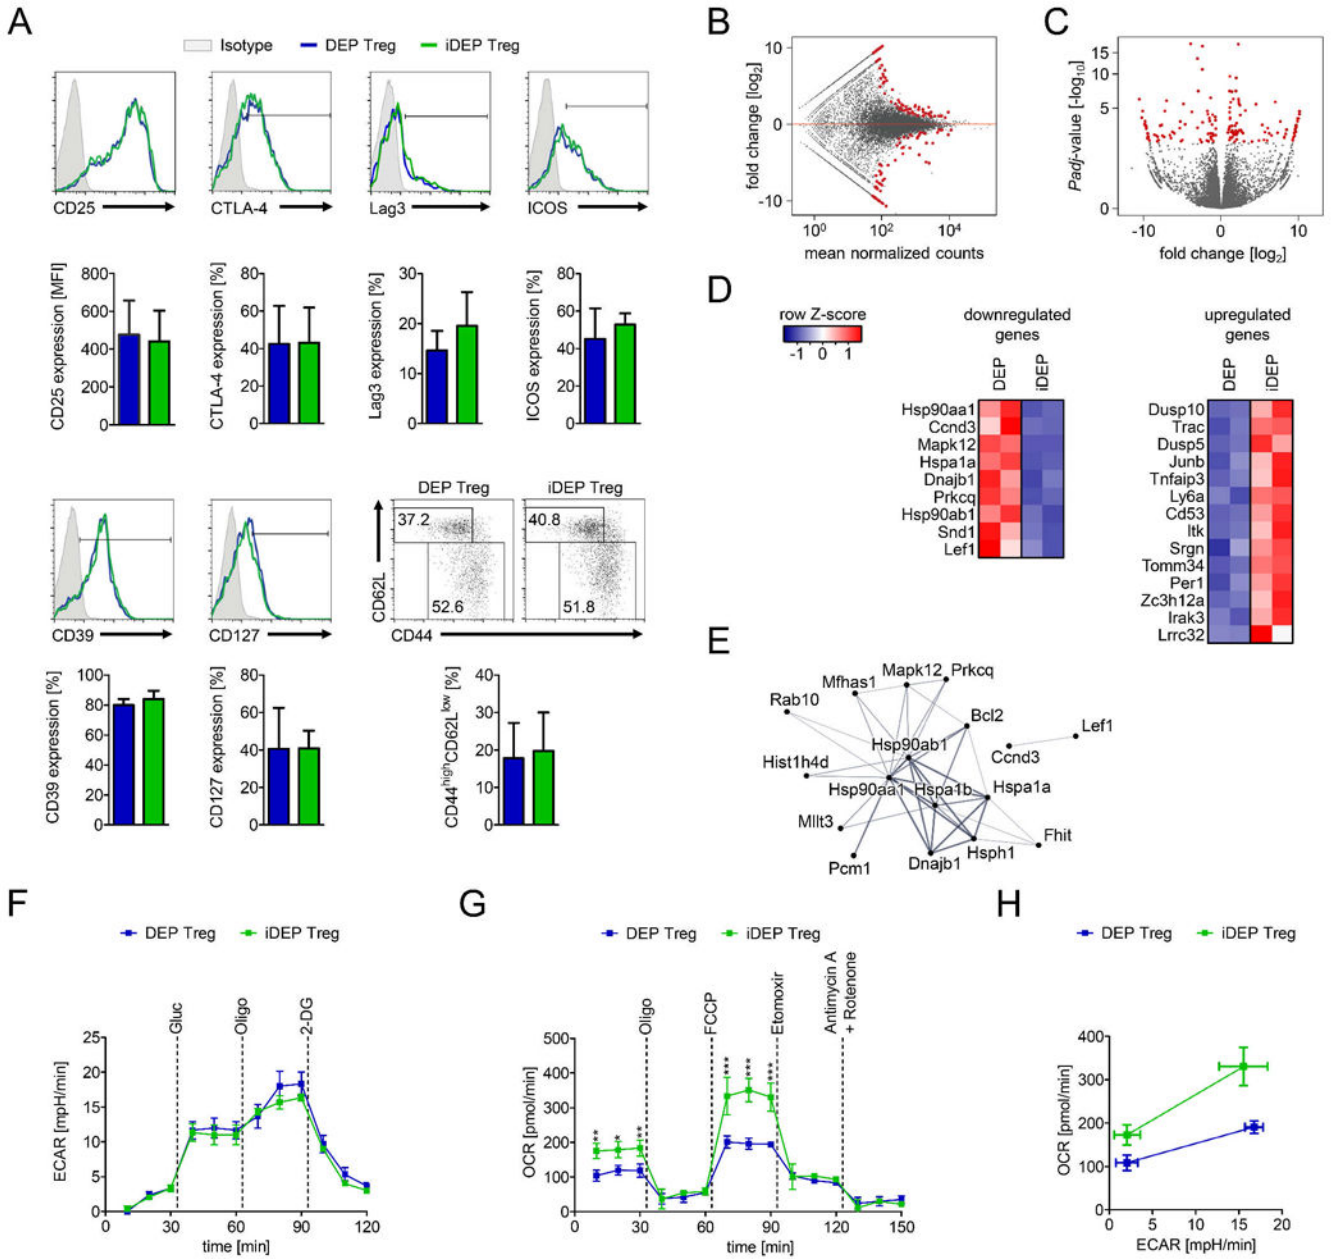 A
Isotype DEP Treg iDEP Treg
CD25 CTLA-4 Lag3 ICOS
CD25 expression [MFI]
800
600
400
200
0
CTLA-4 expression [%]
80
60
40
20
0
Lag3 expression [%]
30
20
10
0
ICOS expression [%]
80
60
40
20
0
CD39 CD127
DEP Treg iDEP Treg
37.2 40.8
52.6 51.8
CD62L
CD44
CD39 expression [%]
100
80
60
40
20
0
CD127 expression [%]
80
60
40
20
0
CD44highCD62Llow [%]
40
30
20
10
0
B
fold change [log2]
10
0
-10
10^0 10^2 10^4
mean normalized counts
C
Padj-value [-log10]
15
10
5
0
-10 0 10
fold change [log2]
D
row Z-score
-1 0 1
downregulated
genes
DEP iDEP
Hsp90aa1
Ccnd3
Mapk12
Hspa1a
Dnajb1
Prkcq
Hsp90ab1
Snd1
Lef1
upregulated
genes
DEP iDEP
Dusp10
Trac
Dusp5
Junb
Tnfaip3
Ly6a
Cd53
Itk
Srgn
Tomm34
Per1
Zc3h12a
Irak3
Lrrc32
E
Mapk12 Prkcq
Mfhas1
Rab10
Bcl2
Lef1
Hsp90ab1
Ccnd3
Hist1h4d
Hsp90aa1 Hspa1b Hspa1a
Mllt3
Fhit
Hsph1
Pcm1 Dnajb1
F
DEP Treg iDEP Treg
Gluc Oligo 2-DG
ECAR [mpH/min]
25
20
15
10
5
0
0 30 60 90 120
time [min]
G
DEP Treg iDEP Treg
Oligo FCCP Etomoxir Antimycin A
+ Rotenone
OCR [pmol/min]
500
400
300
200
100
0
** * ** *** *** ***
0 30 60 90 120 150
time [min]
H
DEP Treg iDEP Treg
OCR [pmol/min]
400
300
200
100
0
0 5 10 15 20
ECAR [mpH/min]